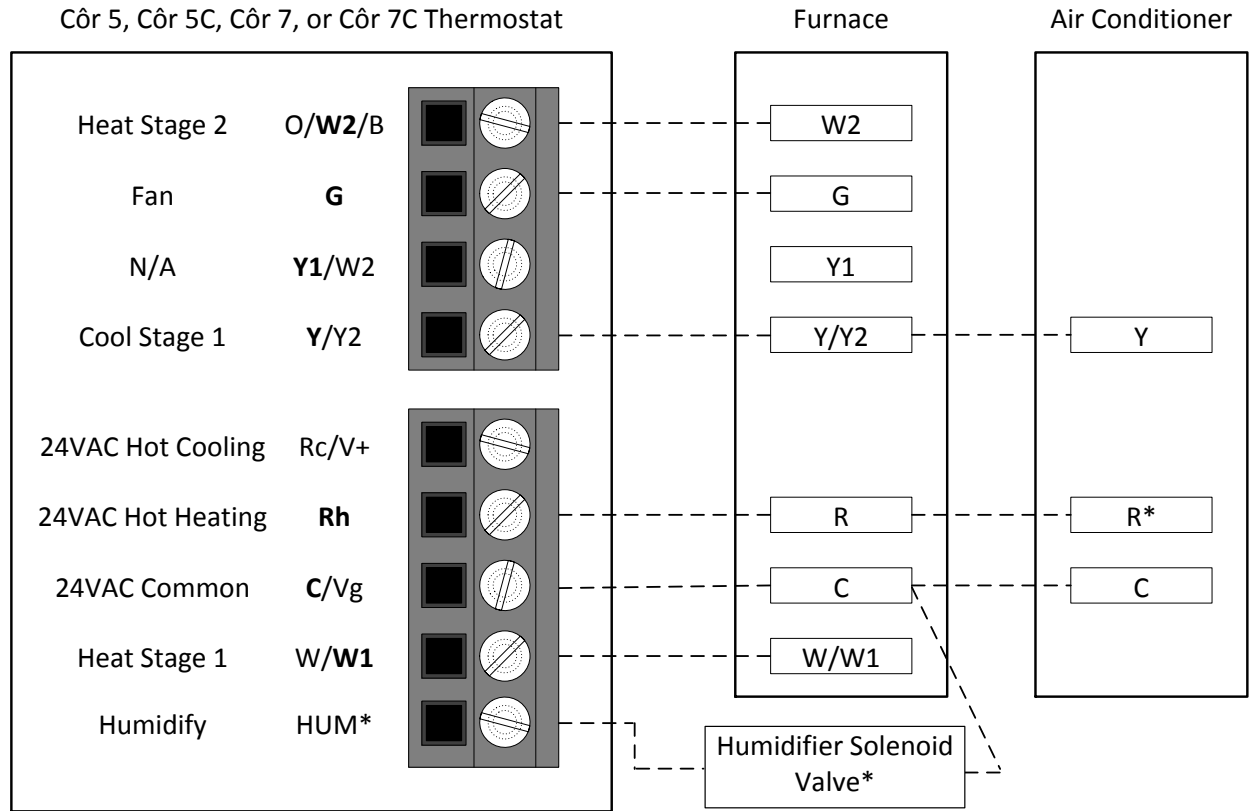 Côr 5, Côr 5C, Côr 7, or Côr 7C Thermostat Furnace Air Conditioner
Heat Stage 2 O/W2/B W2
Fan G G
N/A Y1/W2 Y1
Cool Stage 1 Y/Y2 Y/Y2 Y
24VAC Hot Cooling Rc/V+
24VAC Hot Heating Rh R R*
24VAC Common C/Vg C C
Heat Stage 1 W/W1 W/W1
Humidify HUM*
Humidifier Solenoid
Valve*